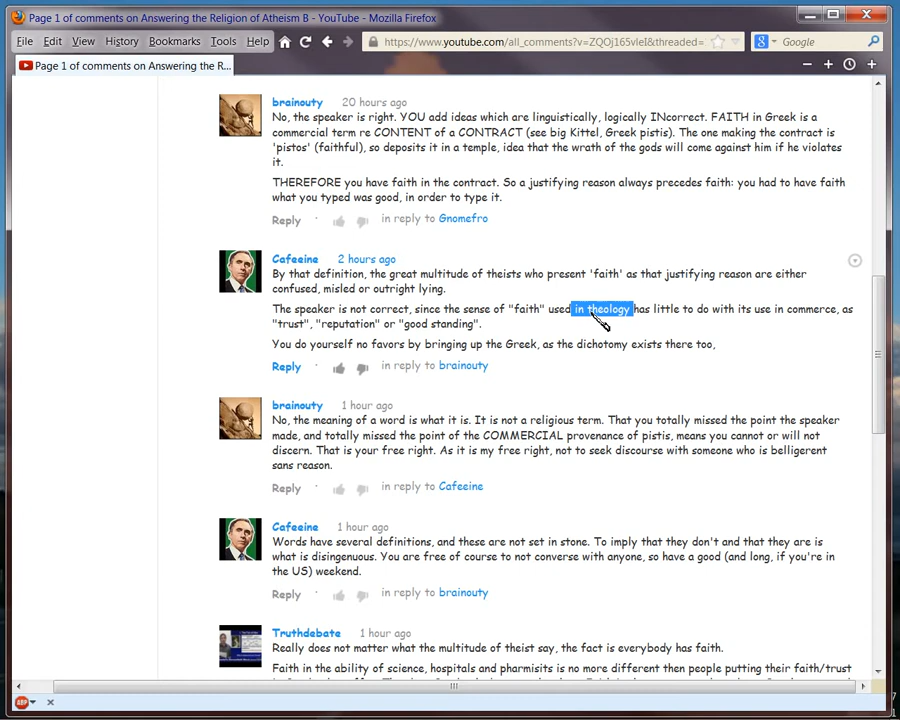 Page 1 of comments on Answering the Religion of Atheism B - YouTube - Mozilla Firefox
File Edit View History Bookmarks Tools Help
https://www.youtube.com/all_comments?v=ZQOj165vIeI&threaded=
Google
Page 1 of comments on Answering the R...
brainouty 20 hours ago
No, the speaker is right. YOU add ideas which are linguistically, logically INcorrect. FAITH in Greek is a
commercial term re CONTENT of a CONTRACT (see big Kittel, Greek pistis). The one making the contract is
'pistos' (faithful), so deposits it in a temple, idea that the wrath of the gods will come against him if he violates
it.
THEREFORE you have faith in the contract. So a justifying reason always precedes faith: you had to have faith
what you typed was good, in order to type it.
Reply · in reply to Gnomefro
Cafeeine 2 hours ago
By that definition, the great multitude of theists who present 'faith' as that justifying reason are either
confused, misled or outright lying.
The speaker is not correct, since the sense of "faith" used in theology has little to do with its use in commerce, as
"trust", "reputation" or "good standing".
You do yourself no favors by bringing up the Greek, as the dichotomy exists there too,
Reply · in reply to brainouty
brainouty 1 hour ago
No, the meaning of a word is what it is. It is not a religious term. That you totally missed the point the speaker
made, and totally missed the point of the COMMERCIAL provenance of pistis, means you cannot or will not
discern. That is your free right. As it is my free right, not to seek discourse with someone who is belligerent
sans reason.
Reply · in reply to Cafeeine
Cafeeine 1 hour ago
Words have several definitions, and these are not set in stone. To imply that they don't and that they are is
what is disingenuous. You are free of course to not converse with anyone, so have a good (and long, if you're in
the US) weekend.
Reply · in reply to brainouty
Truthdebate 1 hour ago
Really does not matter what the multitude of theist say, the fact is everybody has faith.
Faith in the ability of science, hospitals and pharmisits is no more different then people putting their faith/trust
ABP